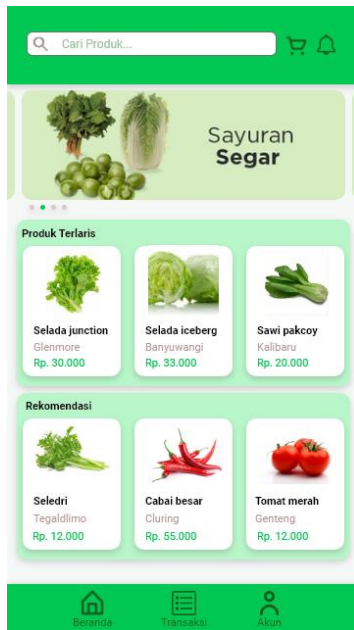 Cari Produk...
Sayuran
Segar
Produk Terlaris
Selada junction
Glenmore
Rp. 30.000
Selada iceberg
Banyuwangi
Rp. 33.000
Sawi pakcoy
Kalibaru
Rp. 20.000
Rekomendasi
Seledri
Tegaldlimo
Rp. 12.000
Cabai besar
Cluring
Rp. 55.000
Tomat merah
Genteng
Rp. 12.000
Beranda
Transaksi
Akun